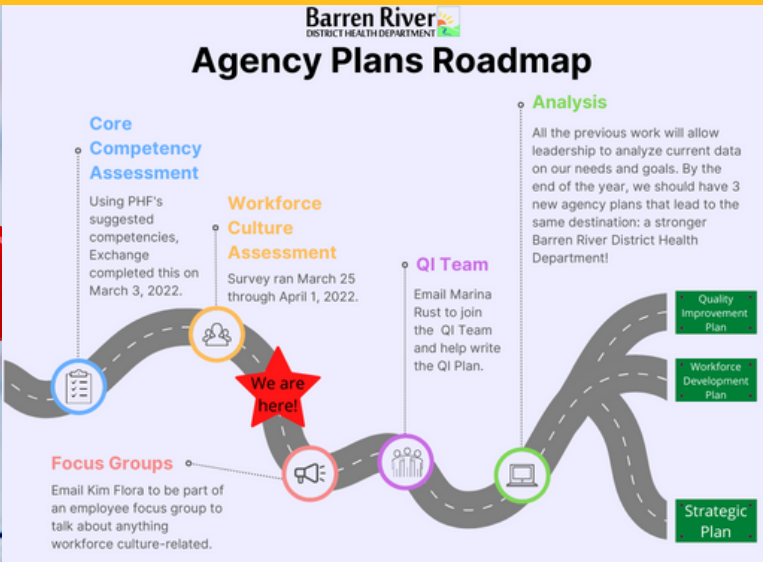 Barren River
DISTRICT HEALTH DEPARTMENT
Agency Plans Roadmap
Core
Competency
Assessment
Using PHF's
suggested
competencies,
Exchange
completed this on
March 3, 2022.
Workforce
Culture
Assessment
Survey ran March 25
through April 1, 2022.
We are
here!
Focus Groups
Email Kim Flora to be part of
an employee focus group to
talk about anything
workforce culture-related.
QI Team
Email Marina
Rust to join
the QI Team
and help write
the QI Plan.
Analysis
All the previous work will allow
leadership to analyze current data
on our needs and goals. By the
end of the year, we should have 3
new agency plans that lead to the
same destination: a stronger
Barren River District Health
Department!
Quality
Improvement
Plan
Workforce
Development
Plan
Strategic
Plan